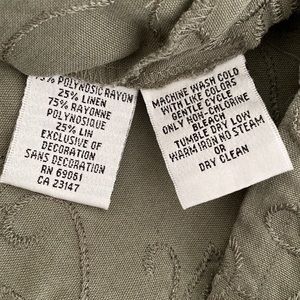 75% POLYNOSIC RAYON
25% LINEN
75% RAYONNE
POLYNOSIQUE
25% LIN
EXCLUSIVE OF
DECORATION
SANS DECORATION
RN 69081
CA 23147
MACHINE WASH COLD
WITH LIKE COLORS
GENTLE CYCLE
ONLY NON-CHLORINE
BLEACH
TUMBLE DRY LOW
WARM IRON NO STEAM
OR
DRY CLEAN